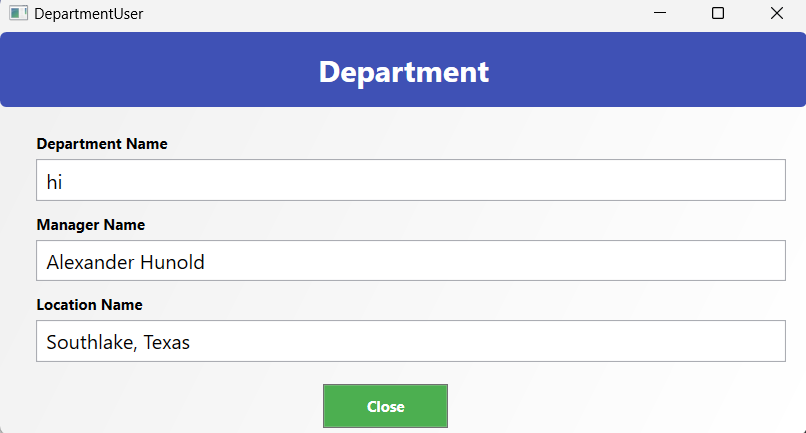 DepartmentUser
Department
Department Name
hi
Manager Name
Alexander Hunold
Location Name
Southlake, Texas
Close